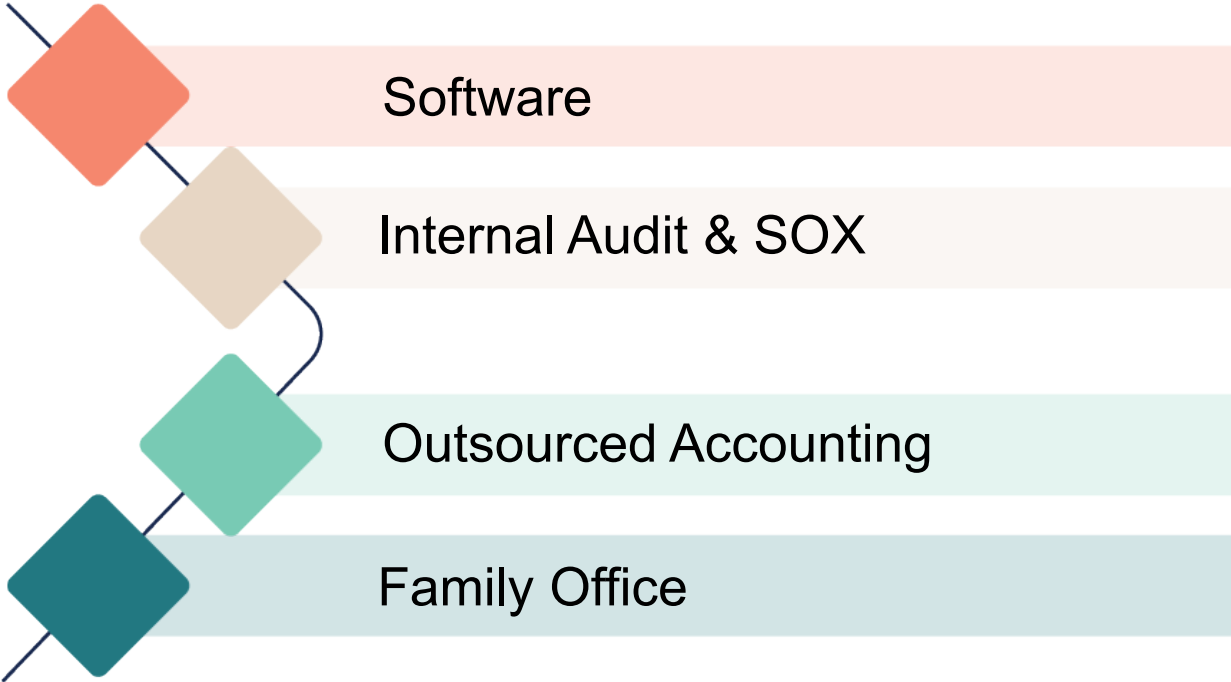 Software
Internal Audit & SOX
Outsourced Accounting
Family Office